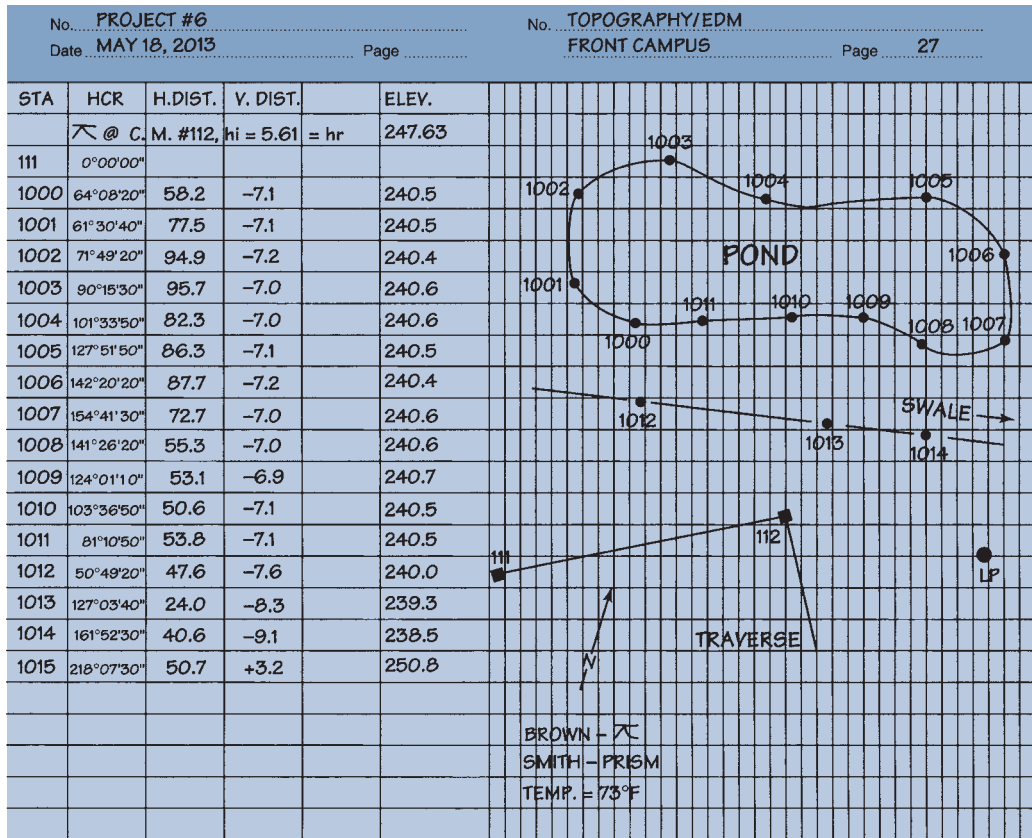 No. PROJECT #6
Date MAY 18, 2013 Page
No. TOPOGRAPHY/EDM
FRONT CAMPUS Page 27
STA HCR H.DIST. V. DIST. ELEV.
@ C. M. #112, hi = 5.61 = hr 247.63
111 0°00'00"
1000 64°08'20" 58.2 –7.1 240.5
1001 61°30'40" 77.5 –7.1 240.5
1002 71°49'20" 94.9 –7.2 240.4
1003 90°15'30" 95.7 –7.0 240.6
1004 101°33'50" 82.3 –7.0 240.6
1005 127°51'50" 86.3 –7.1 240.5
1006 142°20'20" 87.7 –7.2 240.4
1007 154°41'30" 72.7 –7.0 240.6
1008 141°26'20" 55.3 –7.0 240.6
1009 124°01'10" 53.1 –6.9 240.7
1010 103°36'50" 50.6 –7.1 240.5
1011 81°10'50" 53.8 –7.1 240.5
1012 50°49'20" 47.6 –7.6 240.0
1013 127°03'40" 24.0 –8.3 239.3
1014 161°52'30" 40.6 –9.1 238.5
1015 218°07'30" 50.7 +3.2 250.8
1003
1002 1004 1005
POND 1006
1001 1011 1010 1009
1000 1008 1007
SWALE
1012 1013 1014
112
111 LP
TRAVERSE
N
BROWN – ⊼
SMITH – PRISM
TEMP. = 73°F